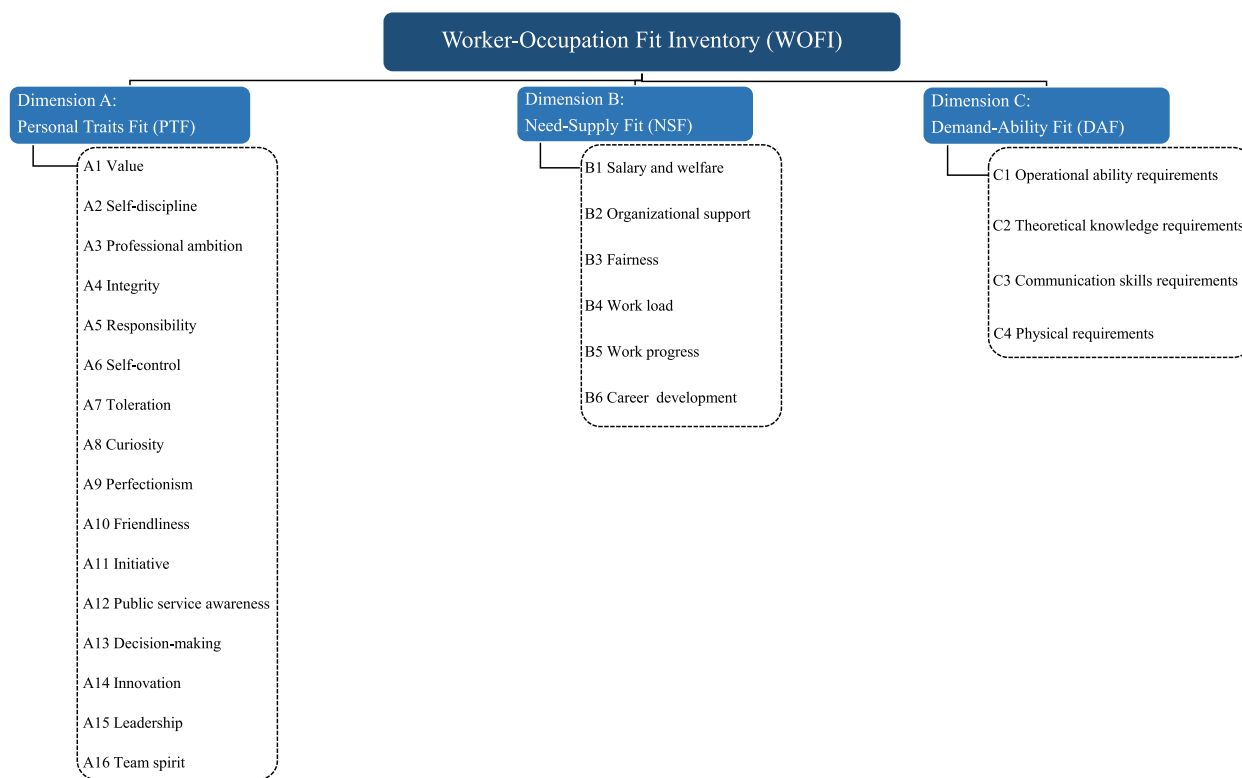 Worker-Occupation Fit Inventory (WOFI)
Dimension A:
Personal Traits Fit (PTF)
A1 Value
A2 Self-discipline
A3 Professional ambition
A4 Integrity
A5 Responsibility
A6 Self-control
A7 Toleration
A8 Curiosity
A9 Perfectionism
A10 Friendliness
A11 Initiative
A12 Public service awareness
A13 Decision-making
A14 Innovation
A15 Leadership
A16 Team spirit
Dimension B:
Need-Supply Fit (NSF)
B1 Salary and welfare
B2 Organizational support
B3 Fairness
B4 Work load
B5 Work progress
B6 Career development
Dimension C:
Demand-Ability Fit (DAF)
C1 Operational ability requirements
C2 Theoretical knowledge requirements
C3 Communication skills requirements
C4 Physical requirements